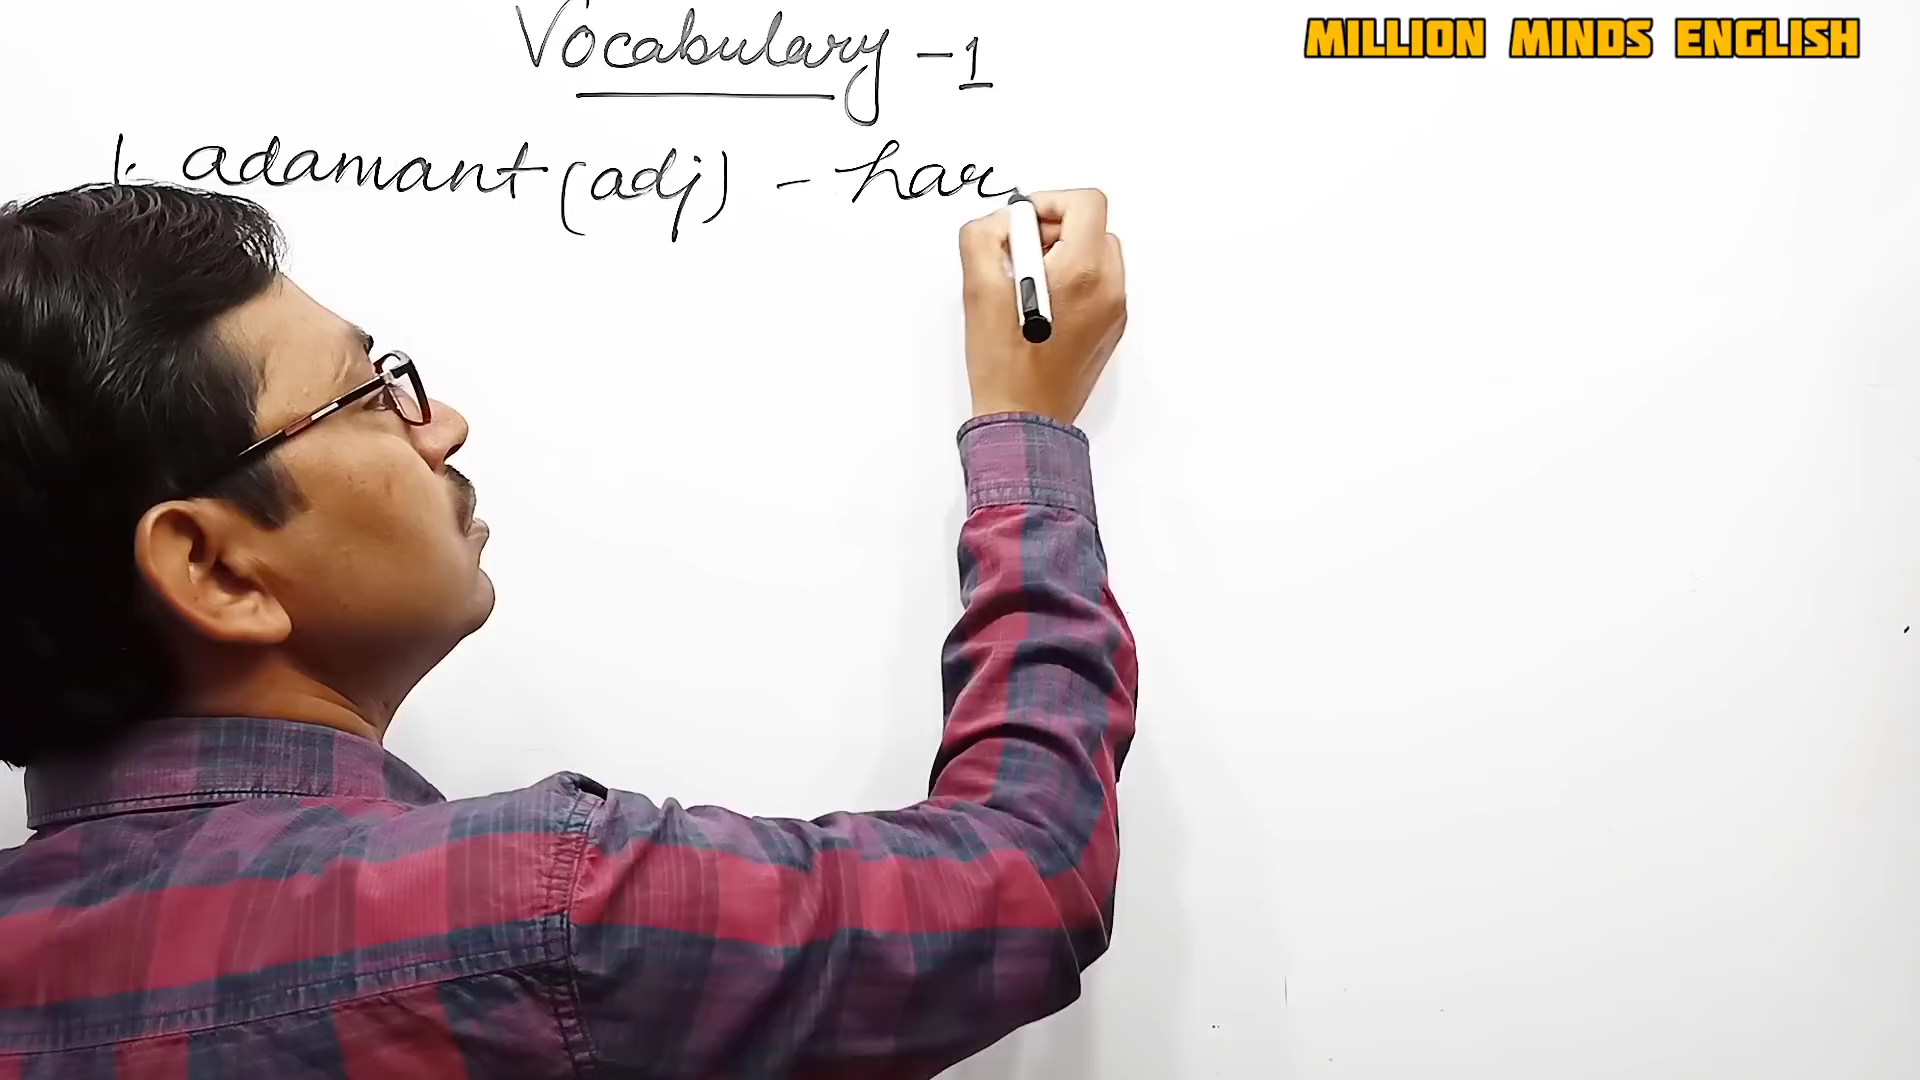 Vocabulary - 1
MILLION MINDS ENGLISH
1. adamant (adj) - har